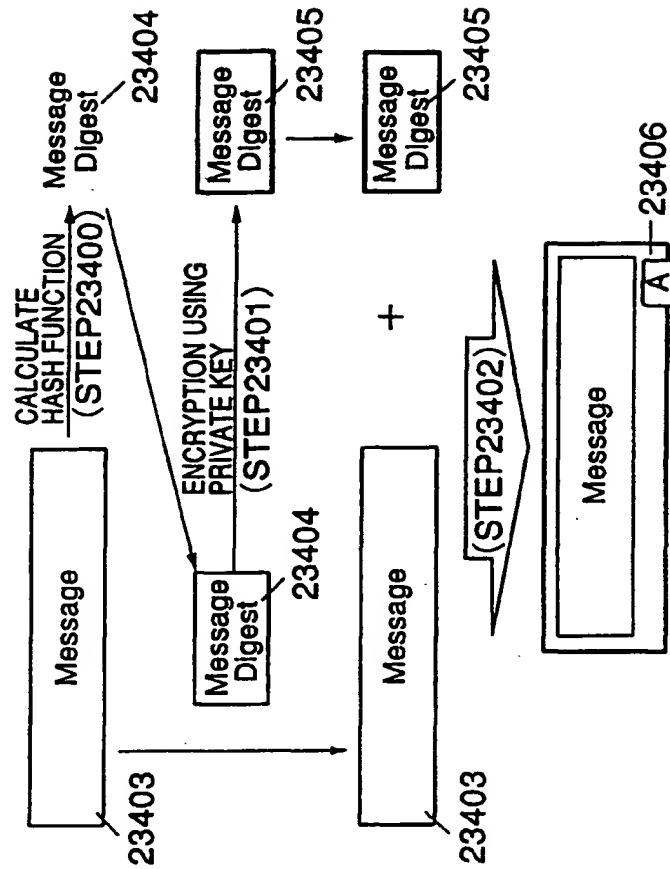 Message
23403
CALCULATE
HASH FUNCTION
(STEP23400)
Message
Digest
23404
Message
Digest
23404
ENCRYPTION USING
PRIVATE KEY
(STEP23401)
Message
Digest
23405
Message
23403
+
Message
Digest
23405
(STEP23402)
Message
A
23406